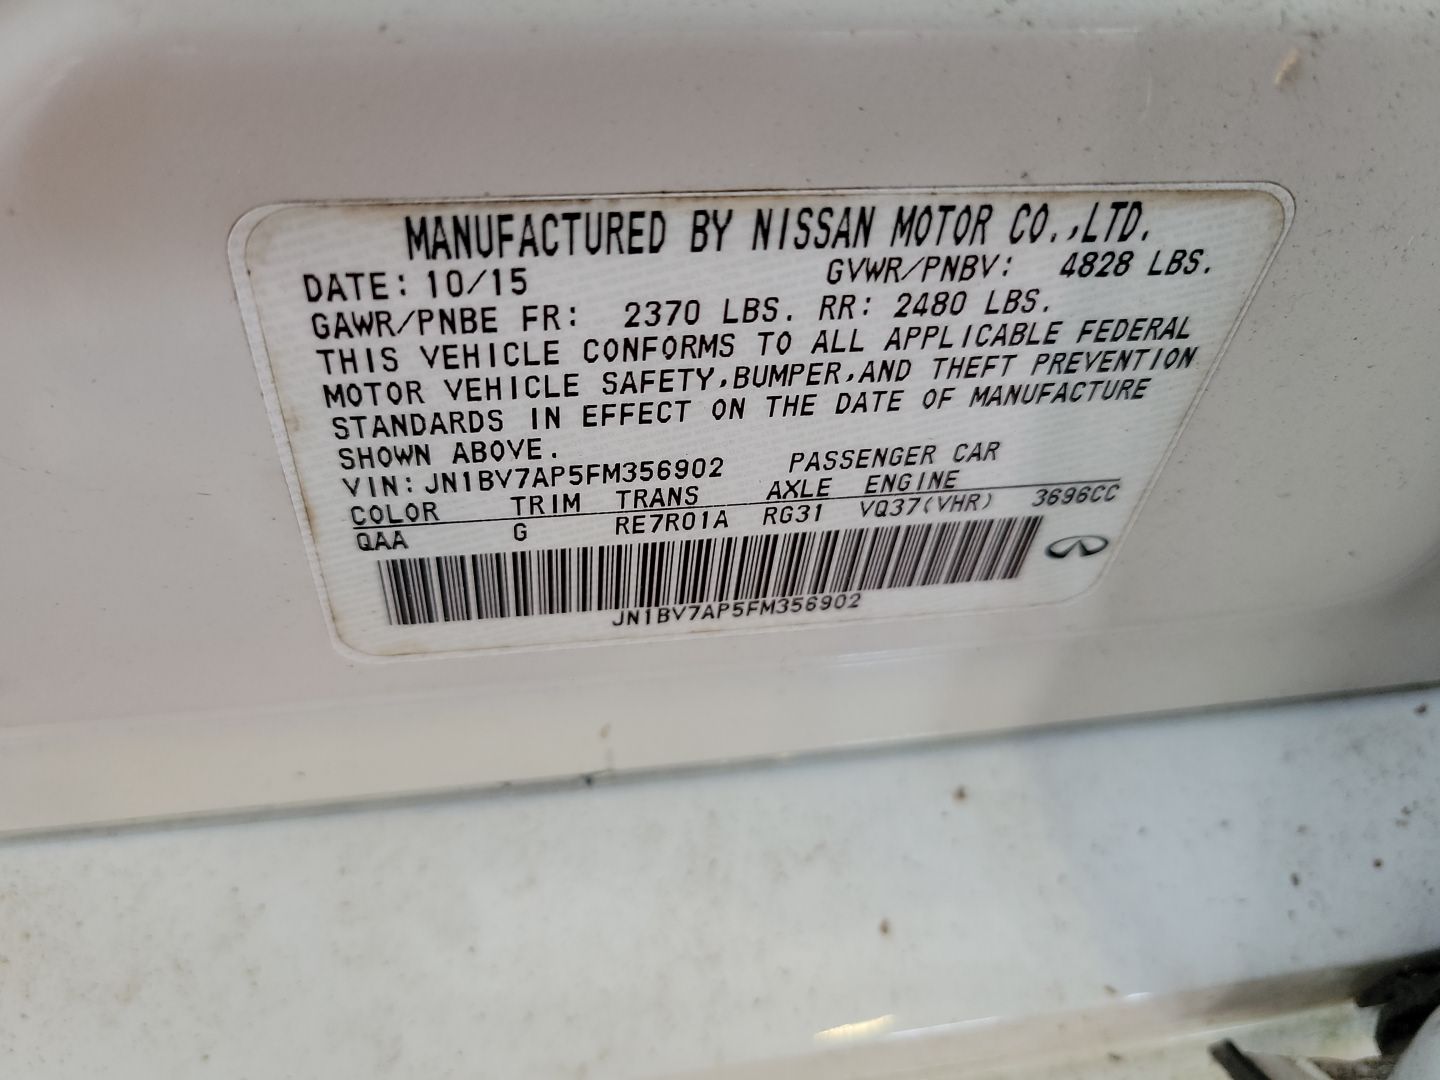 MANUFACTURED BY NISSAN MOTOR CO.,LTD.
DATE: 10/15 GVWR/PNBV: 4828 LBS.
GAWR/PNBE FR: 2370 LBS. RR: 2480 LBS.
THIS VEHICLE CONFORMS TO ALL APPLICABLE FEDERAL
MOTOR VEHICLE SAFETY,BUMPER,AND THEFT PREVENTION
STANDARDS IN EFFECT ON THE DATE OF MANUFACTURE
SHOWN ABOVE.
VIN: JN1BV7AP5FM356902 PASSENGER CAR
COLOR TRIM TRANS AXLE ENGINE
QAA G RE7R01A RG31 VQ37(VHR) 3696CC
JN1BV7AP5FM356902